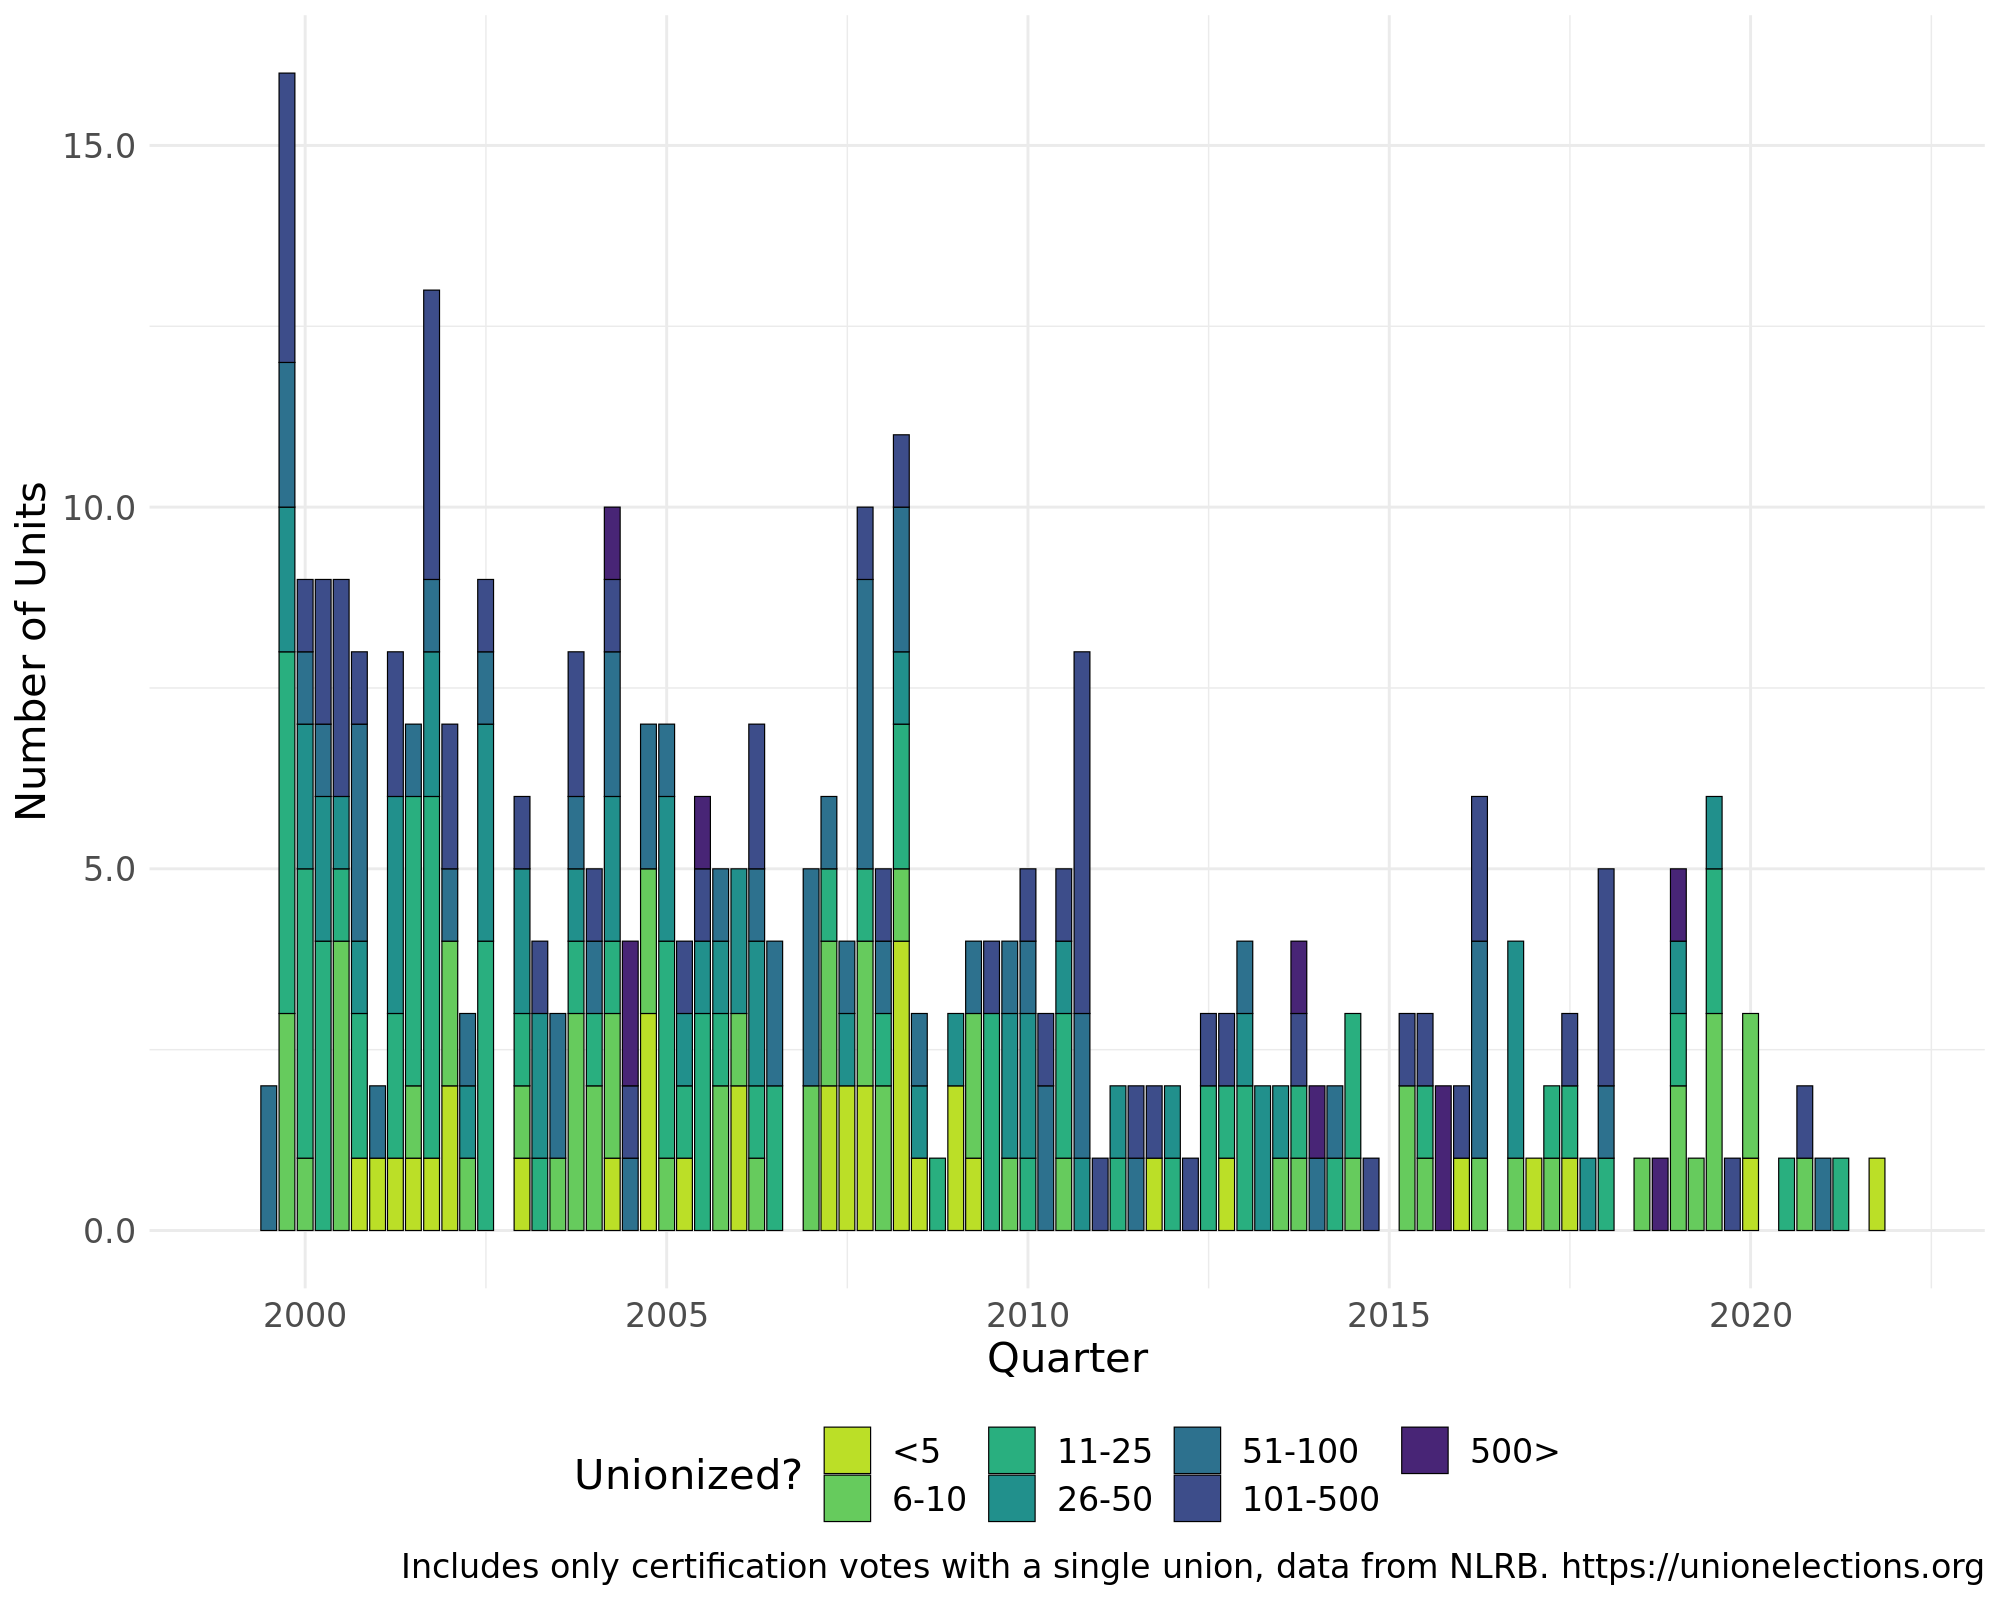 15.0
10.0
5.0
0.0
Number of Units
2000 2005 2010 2015 2020
Quarter
Unionized?
<5 11-25 51-100 500>
6-10 26-50 101-500
Includes only certification votes with a single union, data from NLRB. https://unionelections.org